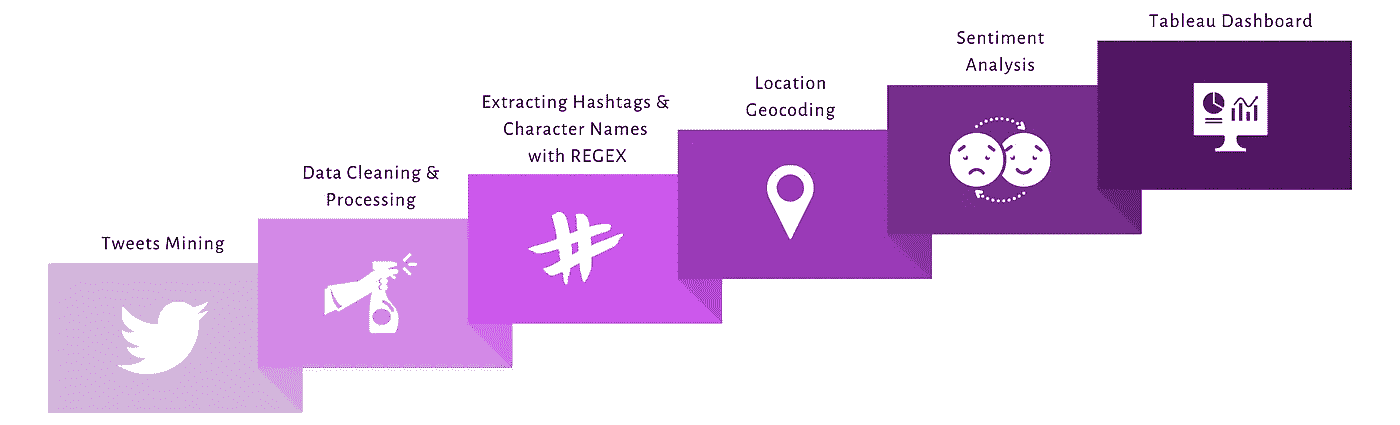 Tweets Mining
Data Cleaning &
Processing
Extracting Hashtags &
Character Names
with REGEX
Location
Geocoding
Sentiment
Analysis
Tableau Dashboard